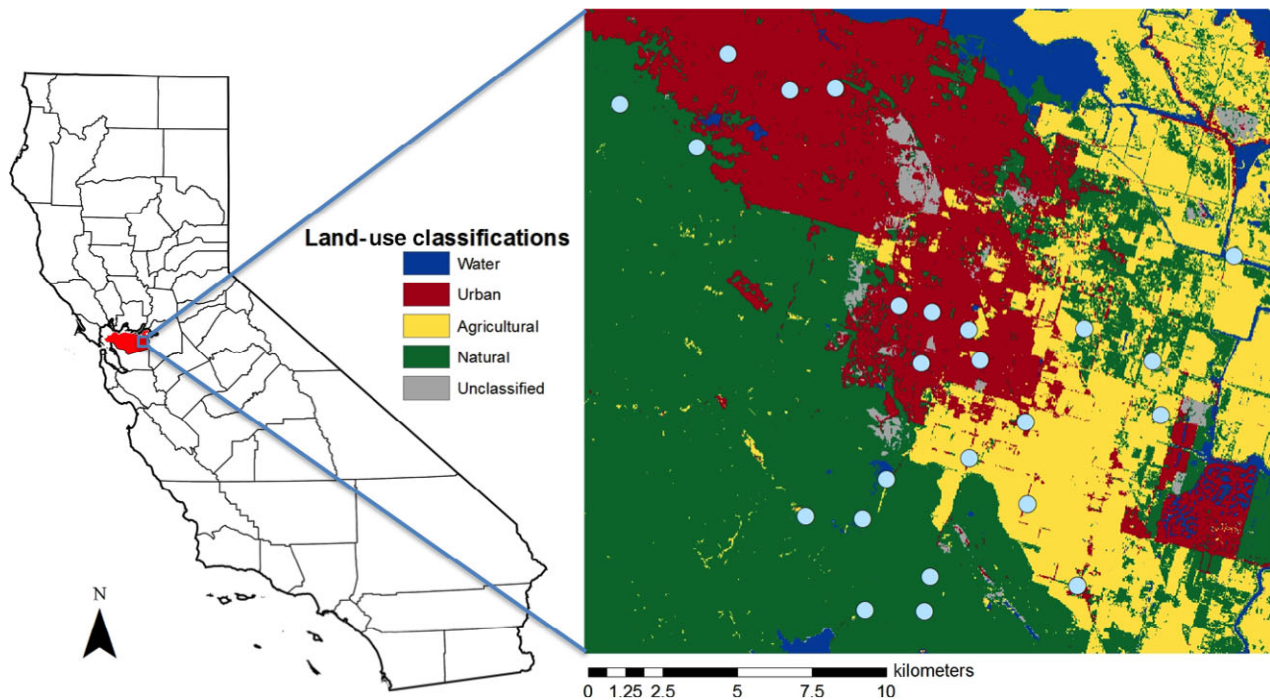 Land-use classifications
Water
Urban
Agricultural
Natural
Unclassified
N
kilometers
0 1.25 2.5 5 7.5 10